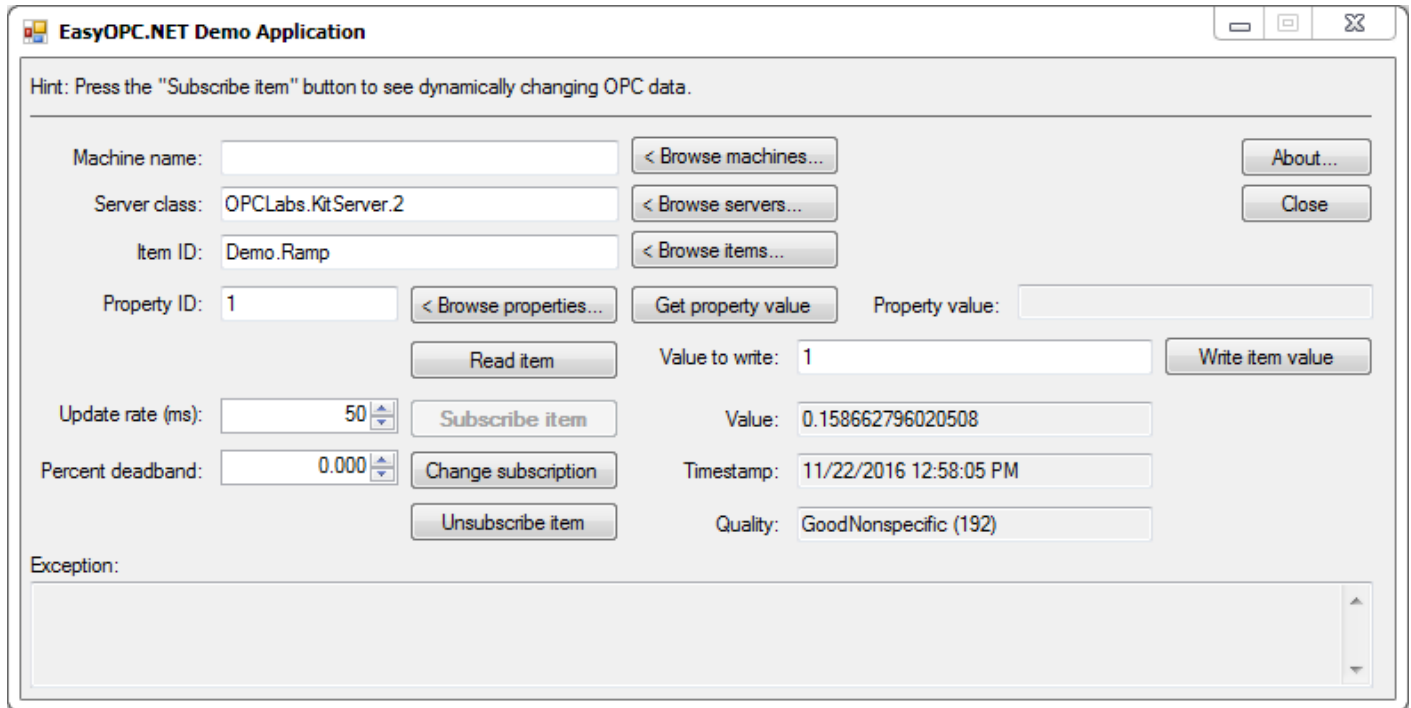 EasyOPC.NET Demo Application
Hint: Press the "Subscribe item" button to see dynamically changing OPC data.
Machine name: < Browse machines... About...
Server class: OPCLabs.KitServer.2 < Browse servers... Close
Item ID: Demo.Ramp < Browse items...
Property ID: 1 < Browse properties... Get property value Property value:
Read item Value to write: 1 Write item value
Update rate (ms): 50 Subscribe item Value: 0.158662796020508
Percent deadband: 0.000 Change subscription Timestamp: 11/22/2016 12:58:05 PM
Unsubscribe item Quality: GoodNonspecific (192)
Exception: